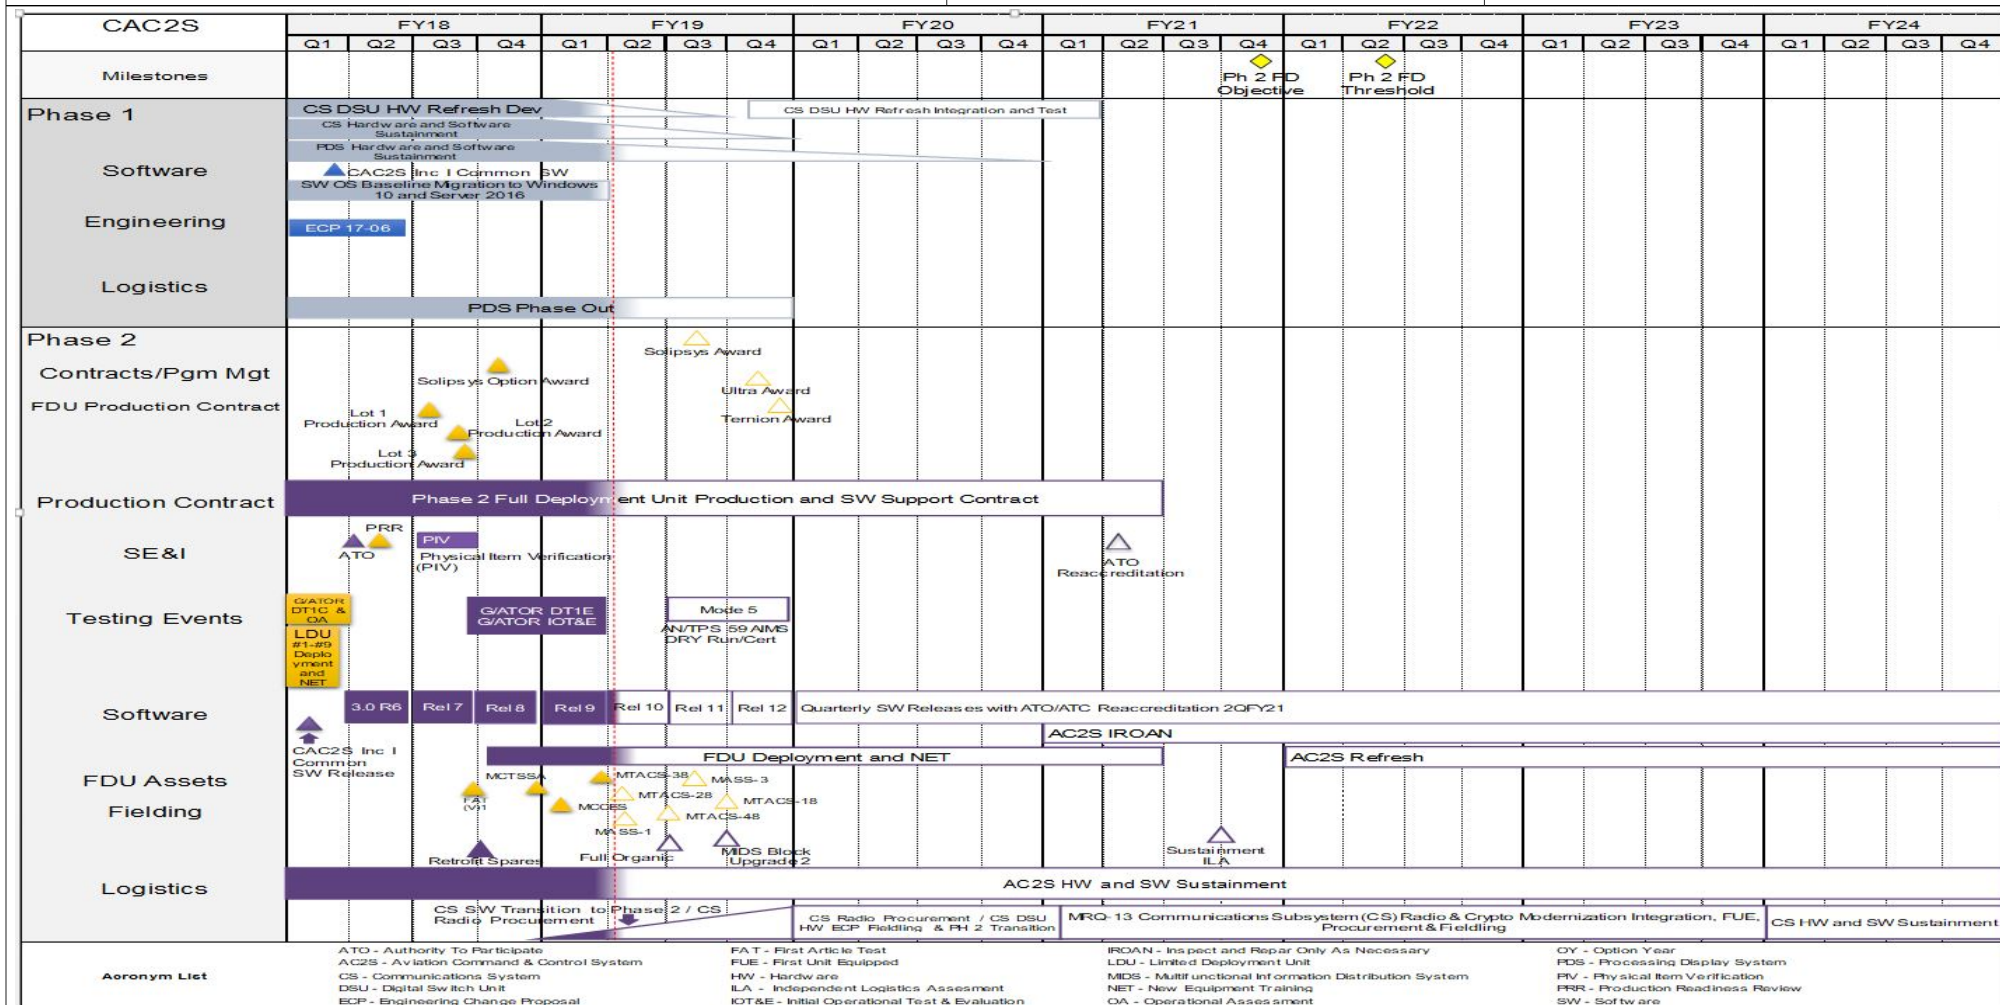 CAC2S
FY18 FY19 FY20 FY21 FY22 FY23 FY24
Q1 Q2 Q3 Q4 Q1 Q2 Q3 Q4 Q1 Q2 Q3 Q4 Q1 Q2 Q3 Q4 Q1 Q2 Q3 Q4 Q1 Q2 Q3 Q4 Q1 Q2 Q3 Q4
Milestones
Ph 2 FD
Objective
Ph 2 FD
Threshold
Phase 1
CS DSU HW Refresh Dev
CS DSU HW Refresh Integration and Test
CS Hardware and Software
Sustainment
PDS Hardware and Software
Sustainment
Software
CAC2S Inc I Common SW
SW OS Baseline Migration to Windows
10 and Server 2016
Engineering
ECP 17-06
Logistics
PDS Phase Out
Phase 2
Solipsys Award
Contracts/Pgm Mgt
Solipsys Option Award
Ultra Award
FDU Production Contract
Lot 1
Production Award
Lot 2
Production Award
Ternion Award
Lot 3
Production Award
Production Contract
Phase 2 Full Deployment Unit Production and SW Support Contract
SE&I
PRR
ATO
PIV
Physical Item Verification
(PIV)
ATO
Reaccreditation
Testing Events
G/ATOR
DT1C &
OA
LDU
#1-#9
Deplo
yment
and
NET
G/ATOR DT1E
G/ATOR IOT&E
Mode 5
AN/TPS 59 AIMS
DRY Run/Cert
Software
3.0 R6
Rel 7
Rel 8
Rel 9
Rel 10
Rel 11
Rel 12
Quarterly SW Releases with ATO/ATC Reaccreditation 2QFY21
AC2S IROAN
CAC2S Inc I
Common
SW Release
FDU Deployment and NET
AC2S Refresh
FDU Assets
Fielding
MCTSSA
MTACS-38
MASS-3
FAT
(V)1
MTACS-28
MTACS-18
MCCES
MTACS-48
MASS-1
Retrofit Spares
Full Organic
MIDS Block
Upgrade 2
Sustainment
ILA
Logistics
AC2S HW and SW Sustainment
CS SW Transition to Phase 2 / CS
Radio Procurement
CS Radio Procurement / CS DSU
HW ECP Fieldling & PH 2 Transition
MRQ-13 Communications Subsystem (CS) Radio & Crypto Modernization Integration, FUE,
Procurement & Fieldling
CS HW and SW Sustainment
Acronym List
ATO - Authority To Participate
AC2S - Aviation Command & Control System
CS - Communications System
DSU - Digital Switch Unit
ECP - Engineering Change Proposal
FAT - First Article Test
FUE - First Unit Equipped
HW - Hardware
ILA - Independent Logistics Assesment
IOT&E - Initial Operational Test & Evaluation
IROAN - Inspect and Repar Only As Necessary
LDU - Limited Deployment Unit
MIDS - Multifunctional Information Distribution System
NET - New Equipment Training
OA - Operational Assessment
OY - Option Year
PDS - Processing Display System
PIV - Physical Item Verification
PRR - Production Readiness Review
SW - Software